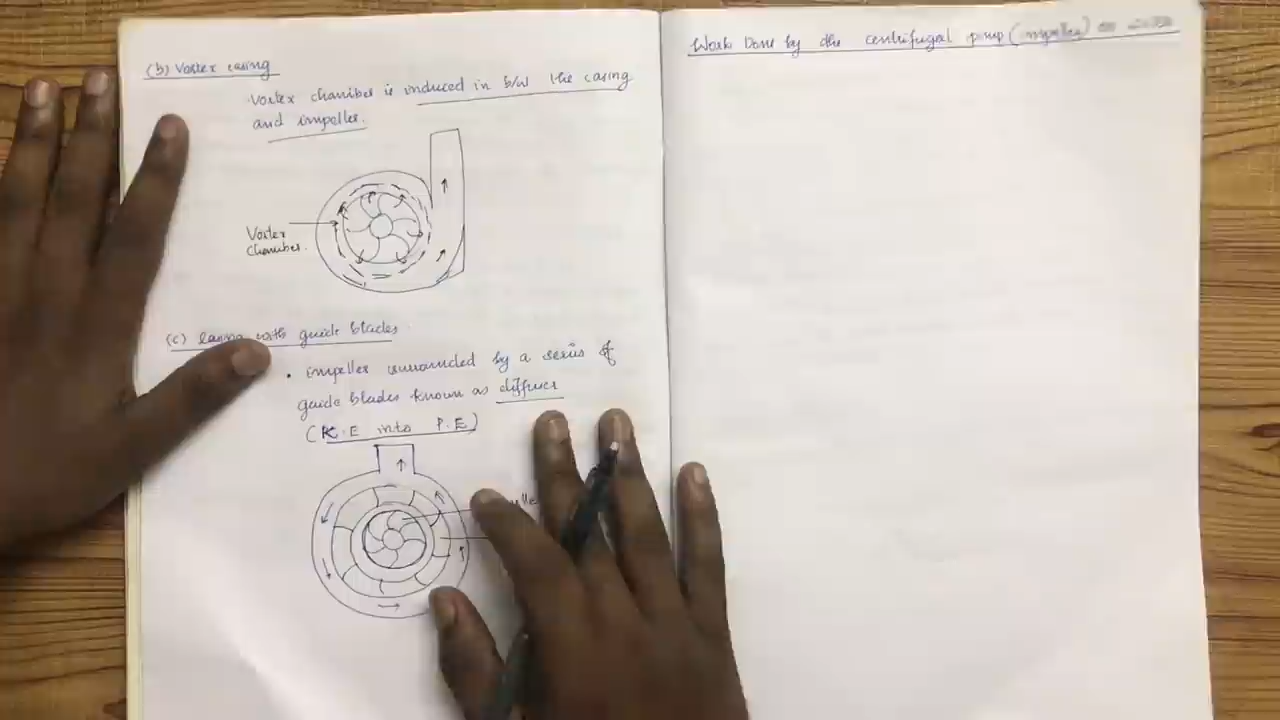 (b) Vortex casing
Vortex chamber is induced in b/w the casing
and impeller.
Vortex
chamber.
(c) casing with guide blades
• impeller surrounded by a series of
guide blades known as diffuser
(K.E into P.E)
Work Done by the centrifugal pump (impeller) on